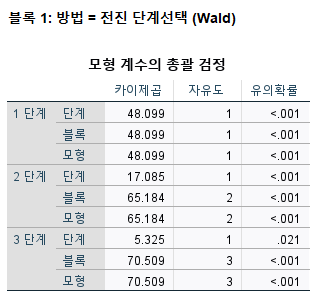 블록 1: 방법 = 전진 단계선택 (Wald)
모형 계수의 총괄 검정
카이제곱 자유도 유의확률
1 단계 단계 48.099 1 <.001
블록 48.099 1 <.001
모형 48.099 1 <.001
2 단계 단계 17.085 1 <.001
블록 65.184 2 <.001
모형 65.184 2 <.001
3 단계 단계 5.325 1 .021
블록 70.509 3 <.001
모형 70.509 3 <.001